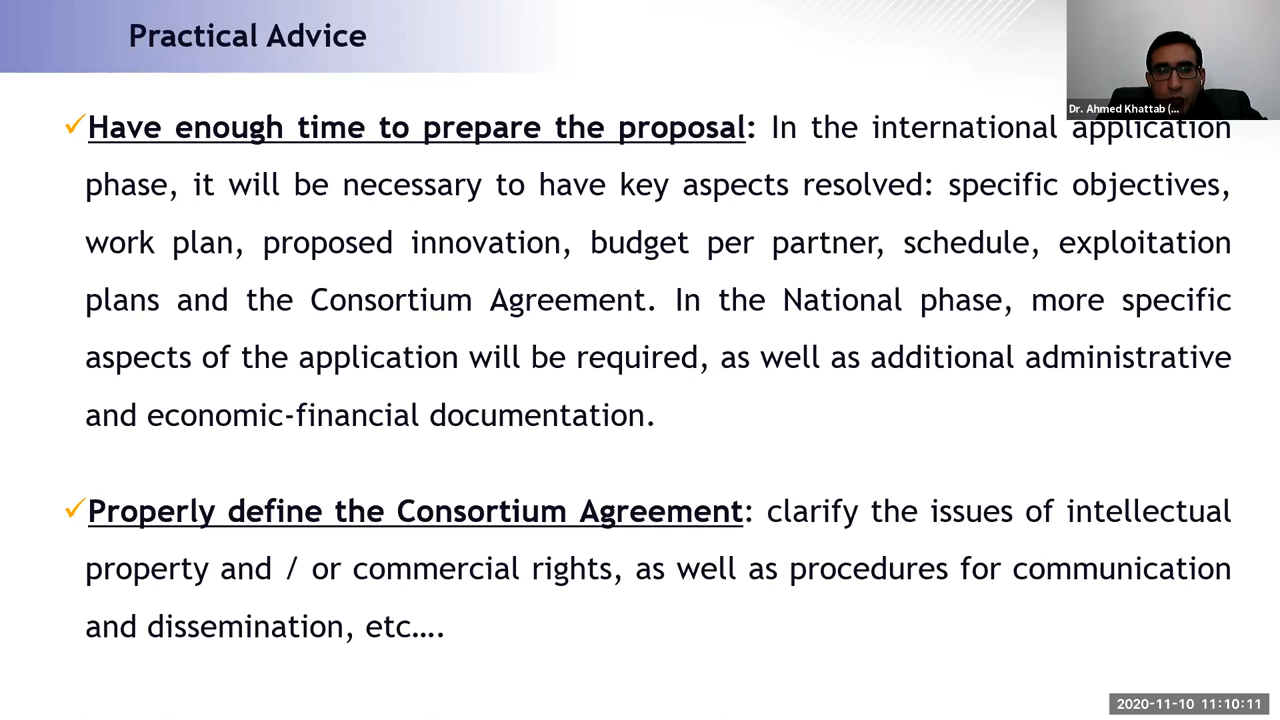 Practical Advice
Dr. Ahmed Khattab (...
✓Have enough time to prepare the proposal: In the international application
phase, it will be necessary to have key aspects resolved: specific objectives,
work plan, proposed innovation, budget per partner, schedule, exploitation
plans and the Consortium Agreement. In the National phase, more specific
aspects of the application will be required, as well as additional administrative
and economic-financial documentation.
✓Properly define the Consortium Agreement: clarify the issues of intellectual
property and / or commercial rights, as well as procedures for communication
and dissemination, etc....
2020-11-10 11:10:11